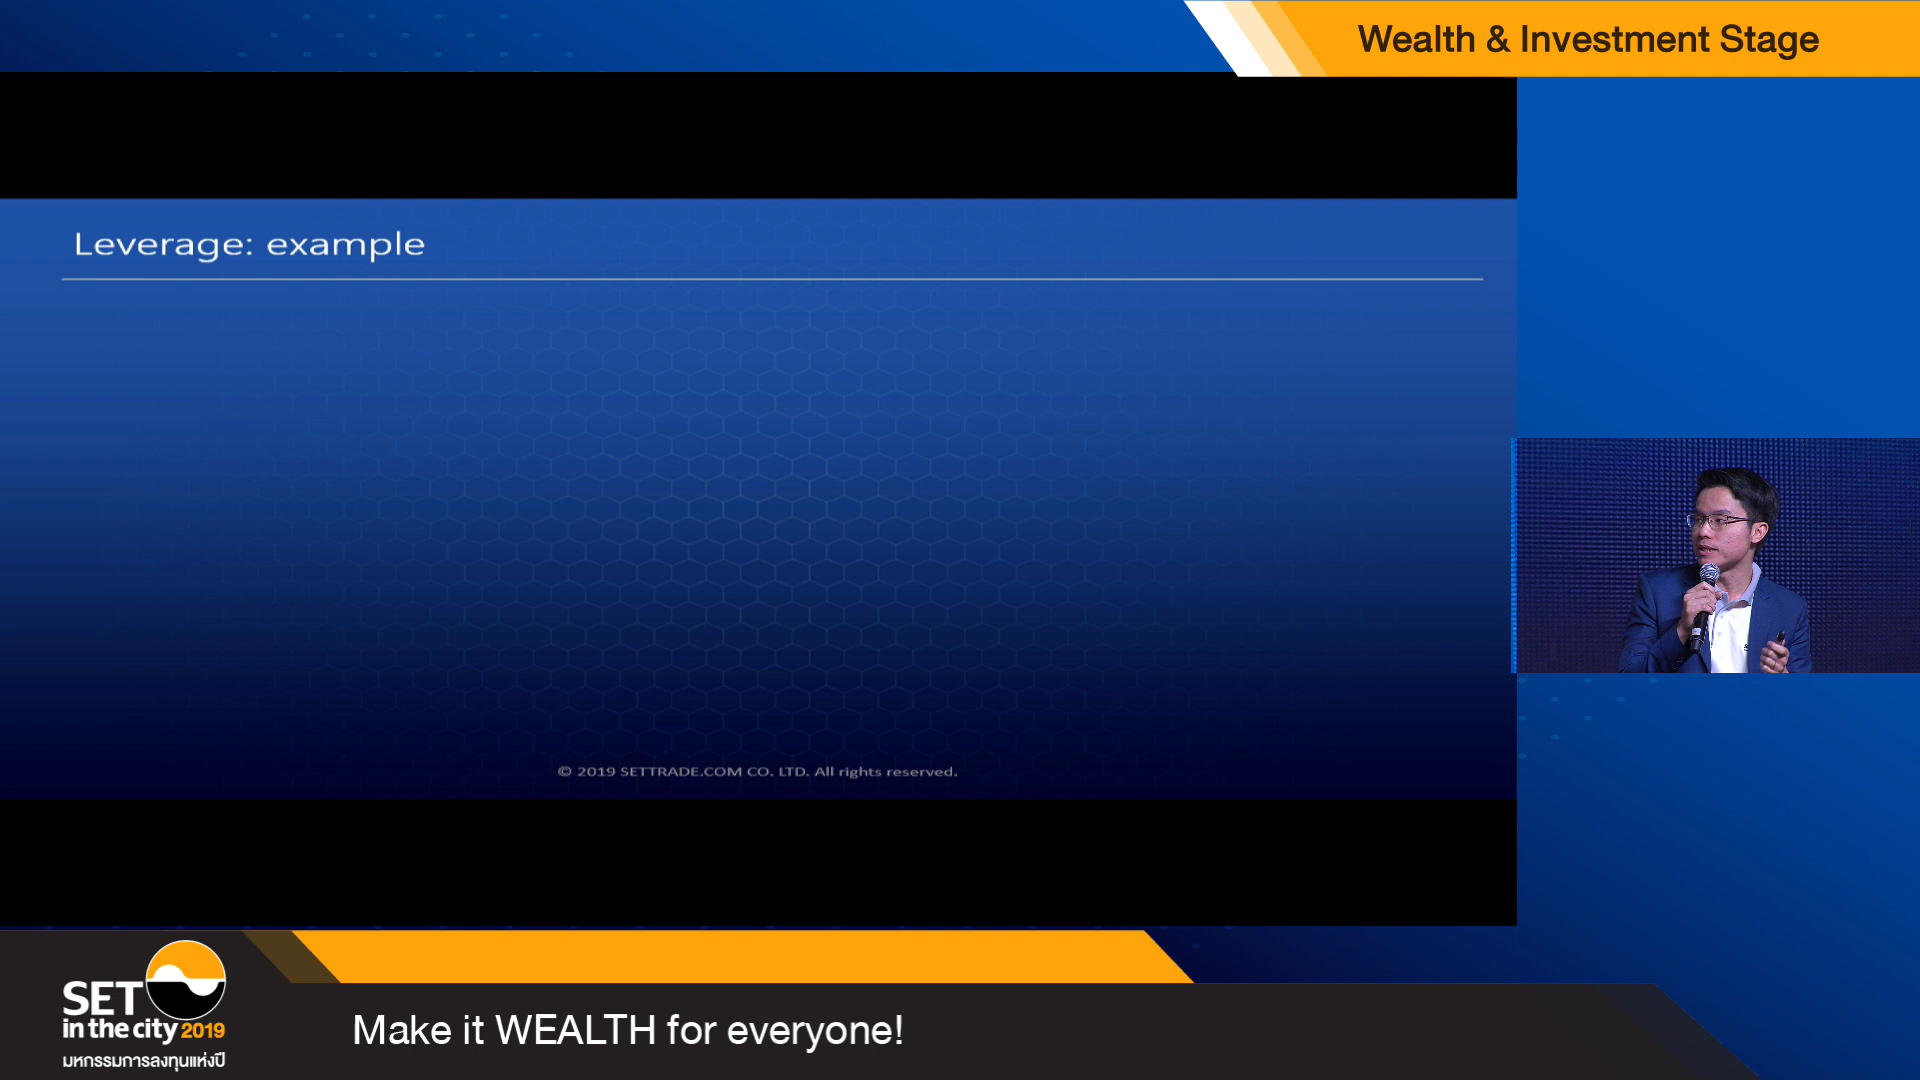 Wealth & Investment Stage
Leverage: example
© 2019 SETTRADE.COM CO. LTD. All rights reserved.
SET
in the city 2019
มหกรรมการลงทุนแห่งปี
Make it WEALTH for everyone!